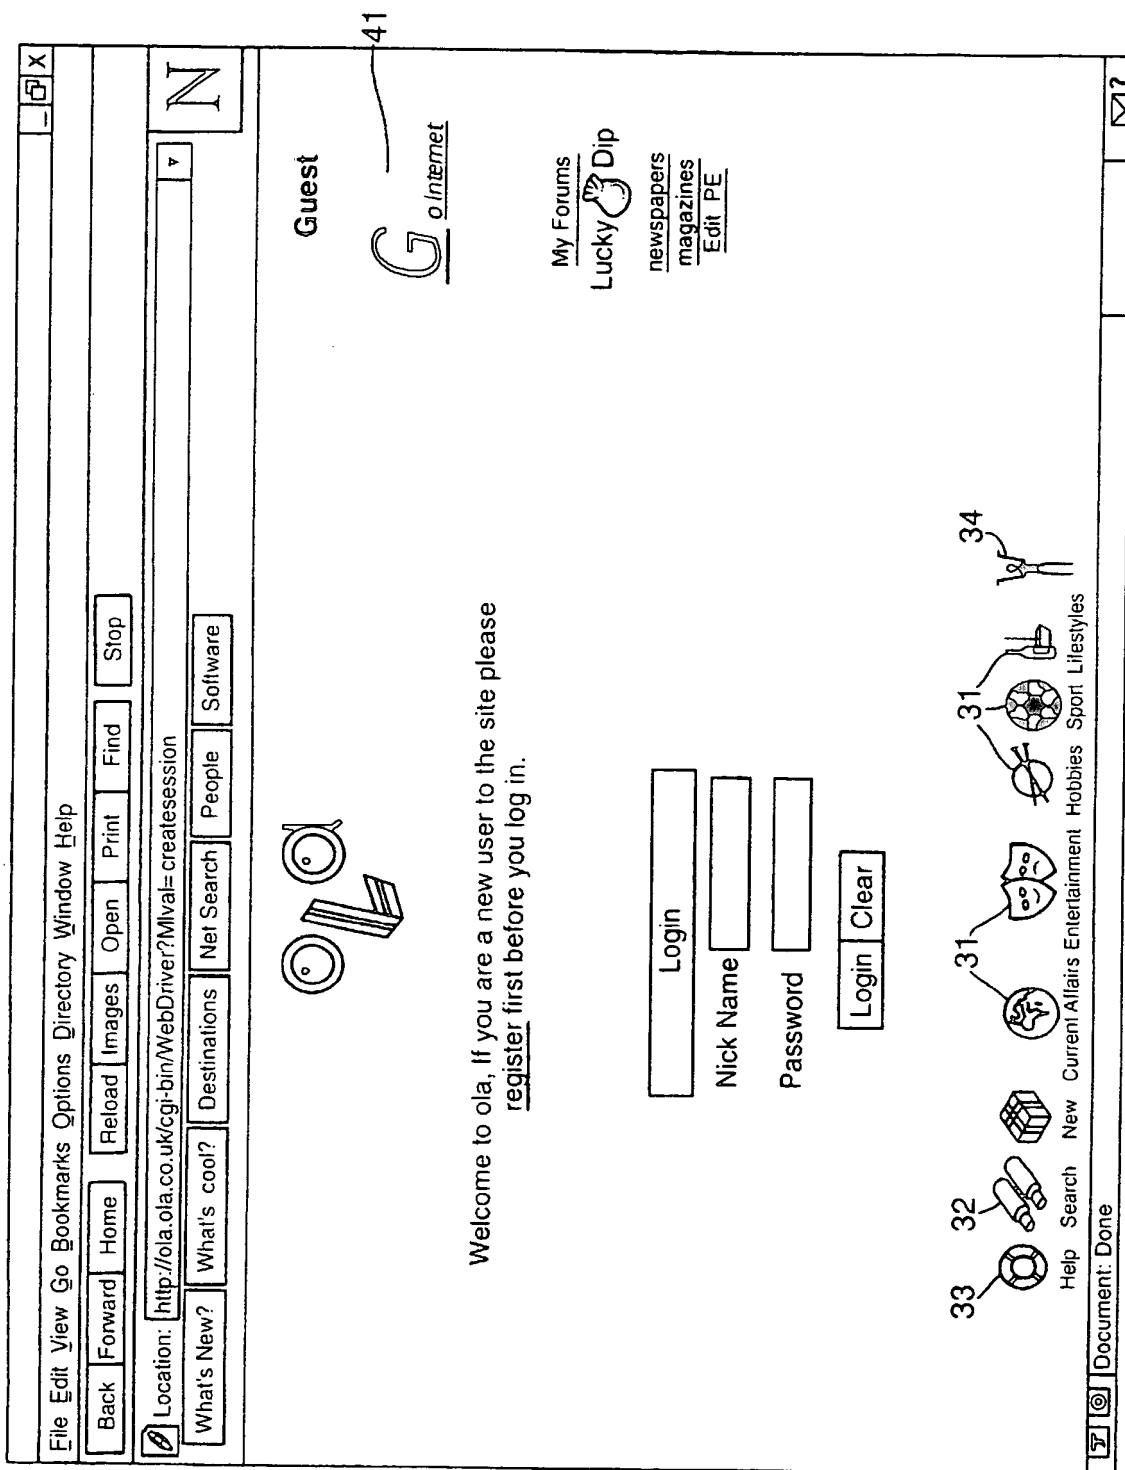 _ X
File Edit View Go Bookmarks Options Directory Window Help
Back Forward Home Reload Images Open Print Find Stop
Location: http://ola.ola.co.uk/cgi-bin/WebDriver?MIval=createsession
N
What's New? What's cool? Destinations Net Search People Software
ola
Guest
Go Internet
41
Welcome to ola, If you are a new user to the site please
register first before you log in.
My Forums
Lucky Dip
newspapers
magazines
Edit PE
Login
Nick Name
Password
Login Clear
33 32 31 31 34
Help Search New Current Affairs Entertainment Hobbies Sport Lifestyles
Document: Done
?